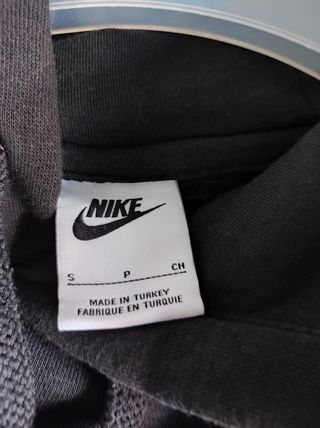 NIKE
S P CH
MADE IN TURKEY
FABRIQUE EN TURQUIE